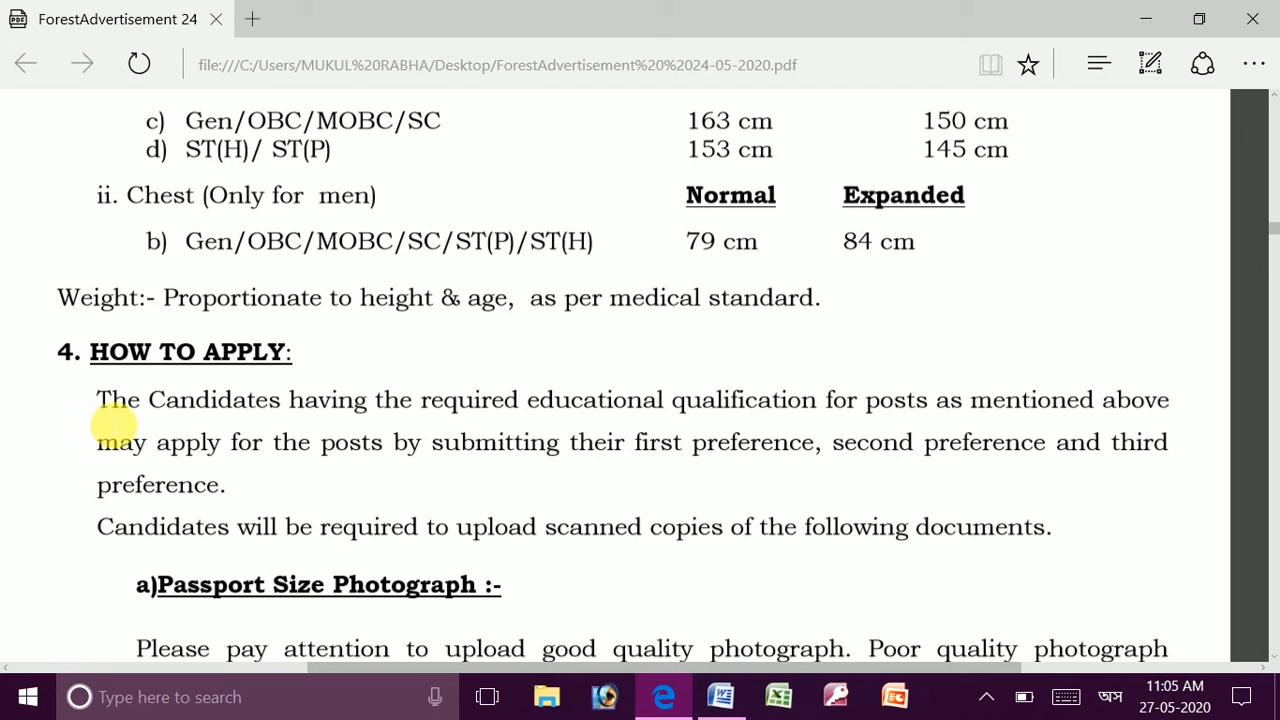 ForestAdvertisement 24
file:///C:/Users/MUKUL%20RABHA/Desktop/ForestAdvertisement%20%2024-05-2020.pdf
c) Gen/OBC/MOBC/SC 163 cm 150 cm
d) ST(H)/ ST(P) 153 cm 145 cm
ii. Chest (Only for men) Normal Expanded
b) Gen/OBC/MOBC/SC/ST(P)/ST(H) 79 cm 84 cm
Weight:- Proportionate to height & age, as per medical standard.
4. HOW TO APPLY:
The Candidates having the required educational qualification for posts as mentioned above
may apply for the posts by submitting their first preference, second preference and third
preference.
Candidates will be required to upload scanned copies of the following documents.
a)Passport Size Photograph :-
Please pay attention to upload good quality photograph. Poor quality photograph
Type here to search
অস
11:05 AM
27-05-2020